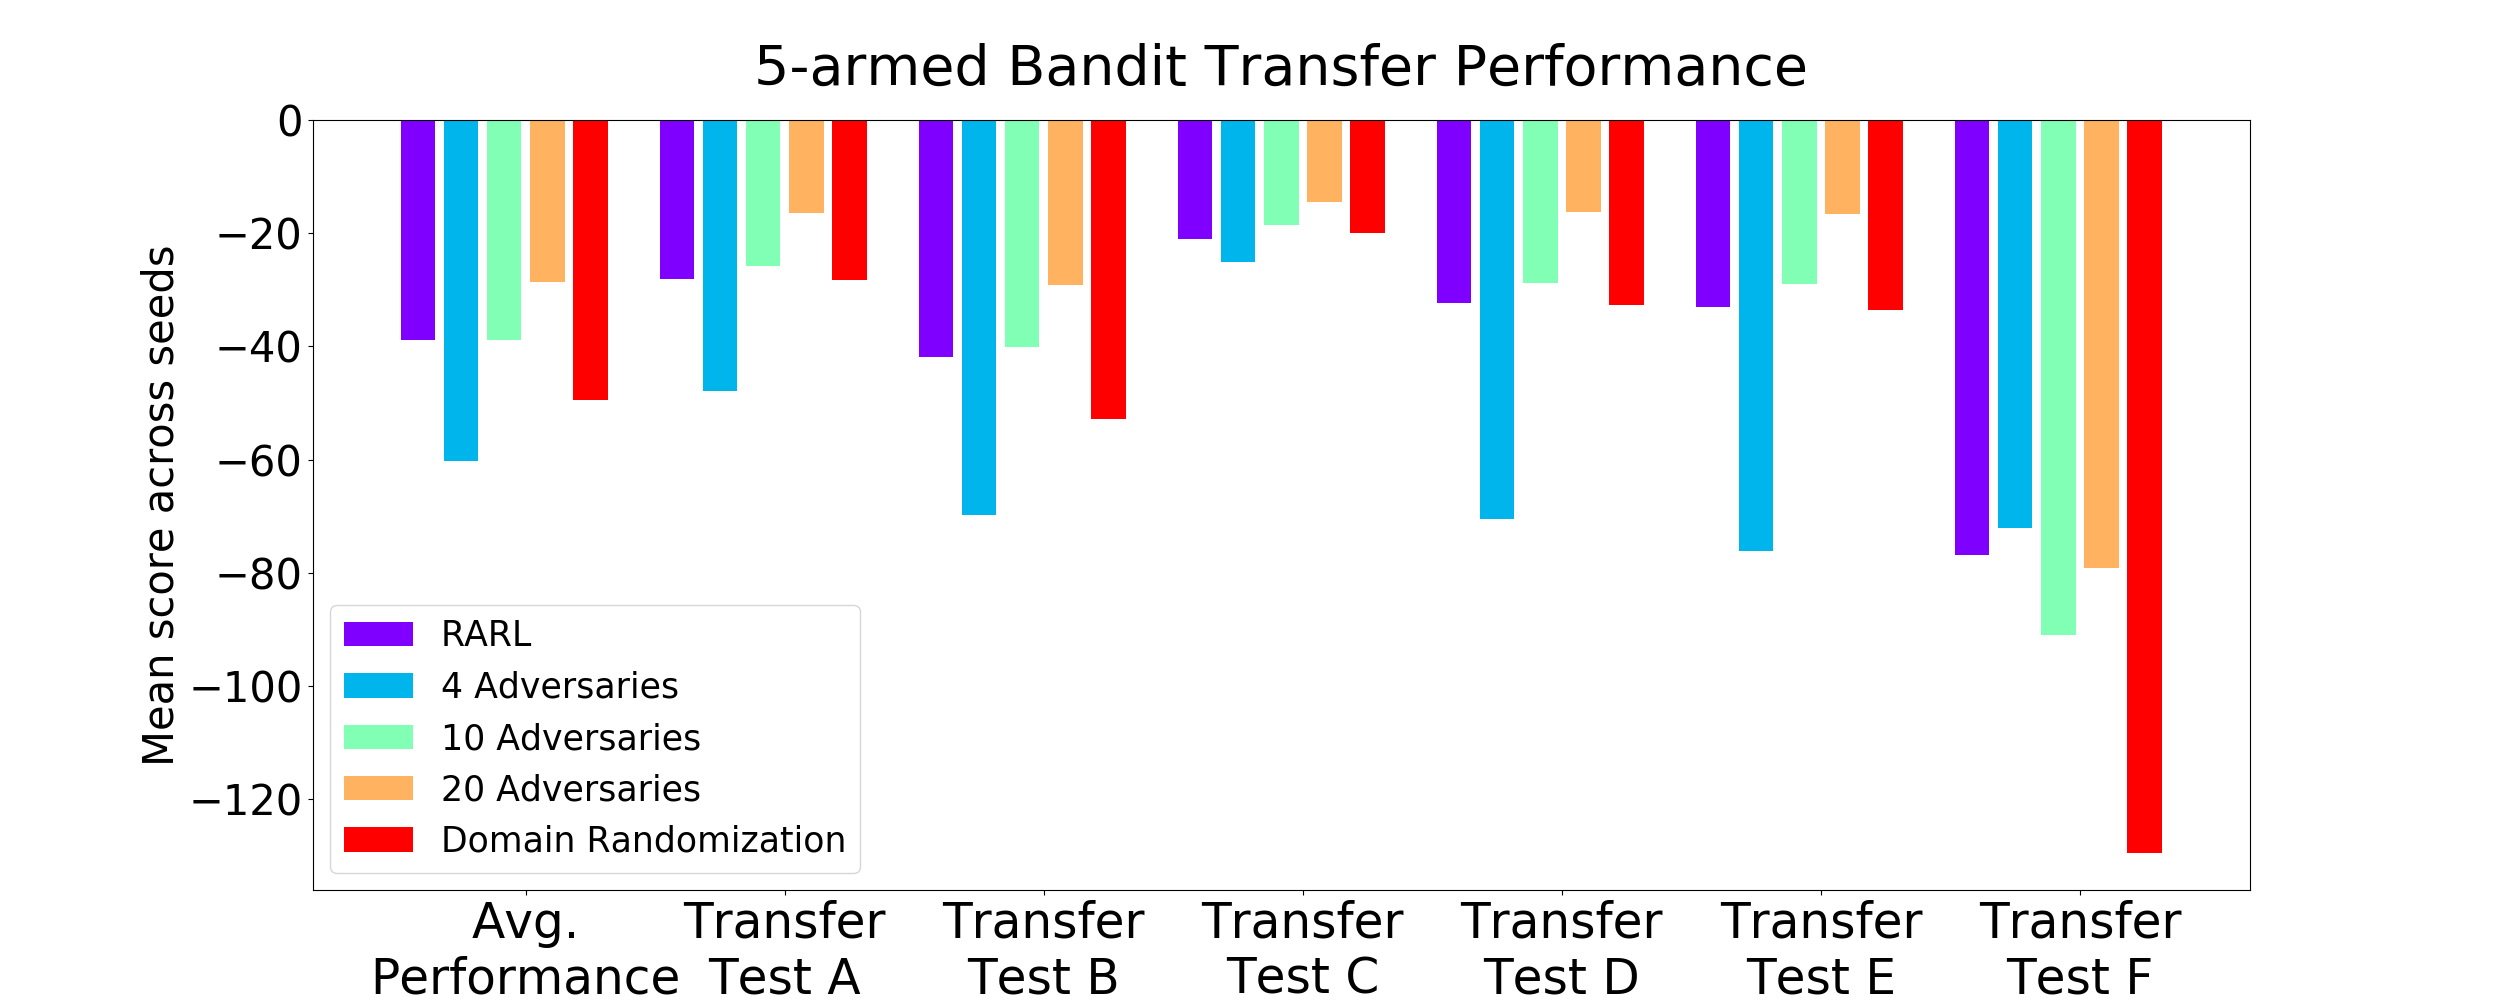 5-armed Bandit Transfer Performance
Mean score across seeds
0
−20
−40
−60
−80
−100
−120
RARL
4 Adversaries
10 Adversaries
20 Adversaries
Domain Randomization
Avg.
Performance
Transfer
Test A
Transfer
Test B
Transfer
Test C
Transfer
Test D
Transfer
Test E
Transfer
Test F